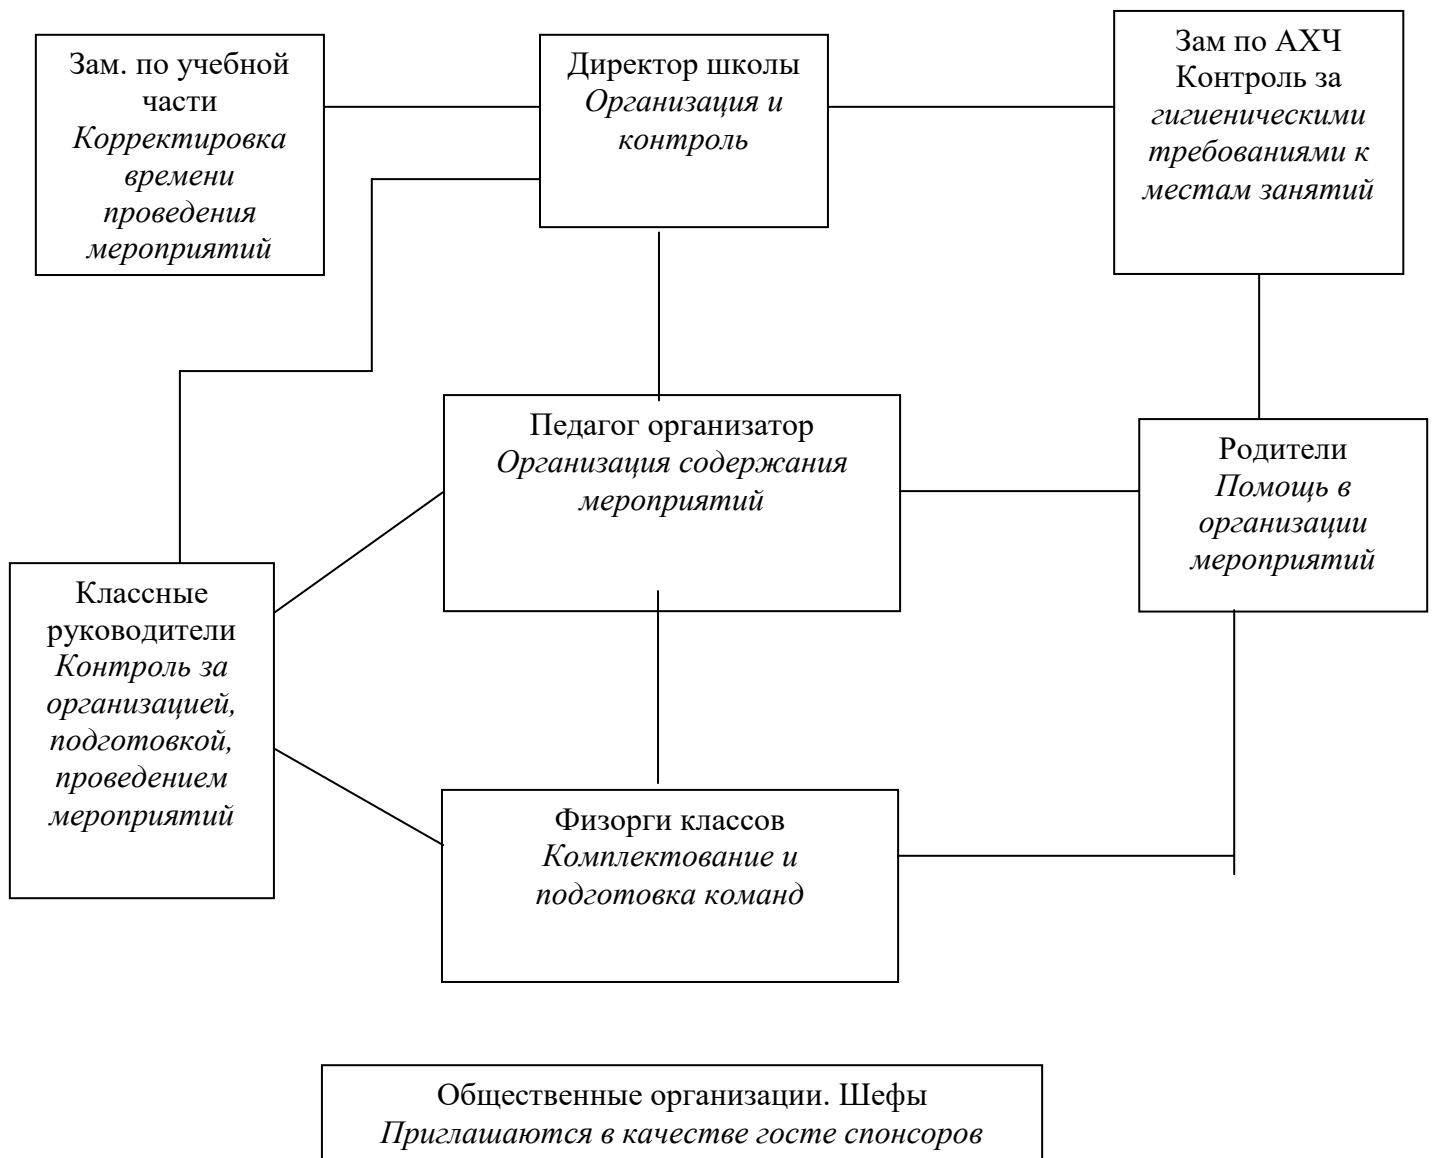 Зам. по учебной
части
Корректировка
времени
проведения
мероприятий
Директор школы
Организация и
контроль
Зам по АХЧ
Контроль за
гигиеническими
требованиями к
местам занятий
Педагог организатор
Организация содержания
мероприятий
Родители
Помощь в
организации
мероприятий
Классные
руководители
Контроль за
организацией,
подготовкой,
проведением
мероприятий
Физорги классов
Комплектование и
подготовка команд
Общественные организации. Шефы
Приглашаются в качестве госте спонсоров